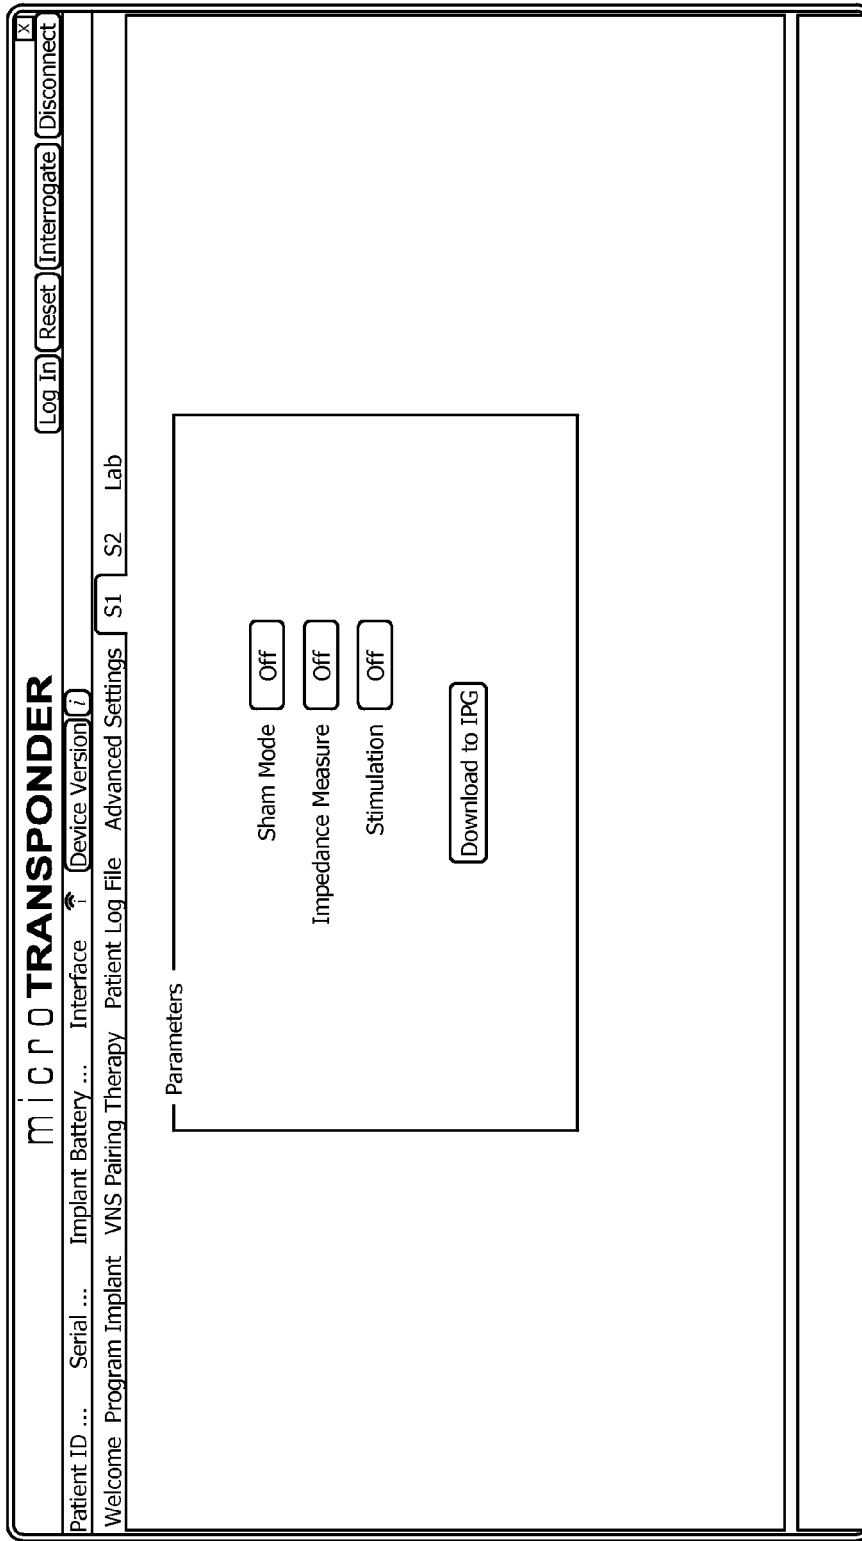 X
micro TRANSPONDER
Log In Reset Interrogate Disconnect
Patient ID ... Serial ... Implant Battery ... Interface Device Version i
Welcome Program Implant VNS Pairing Therapy Patient Log File Advanced Settings S1 S2 Lab
Parameters
Sham Mode Off
Impedance Measure Off
Stimulation Off
Download to IPG